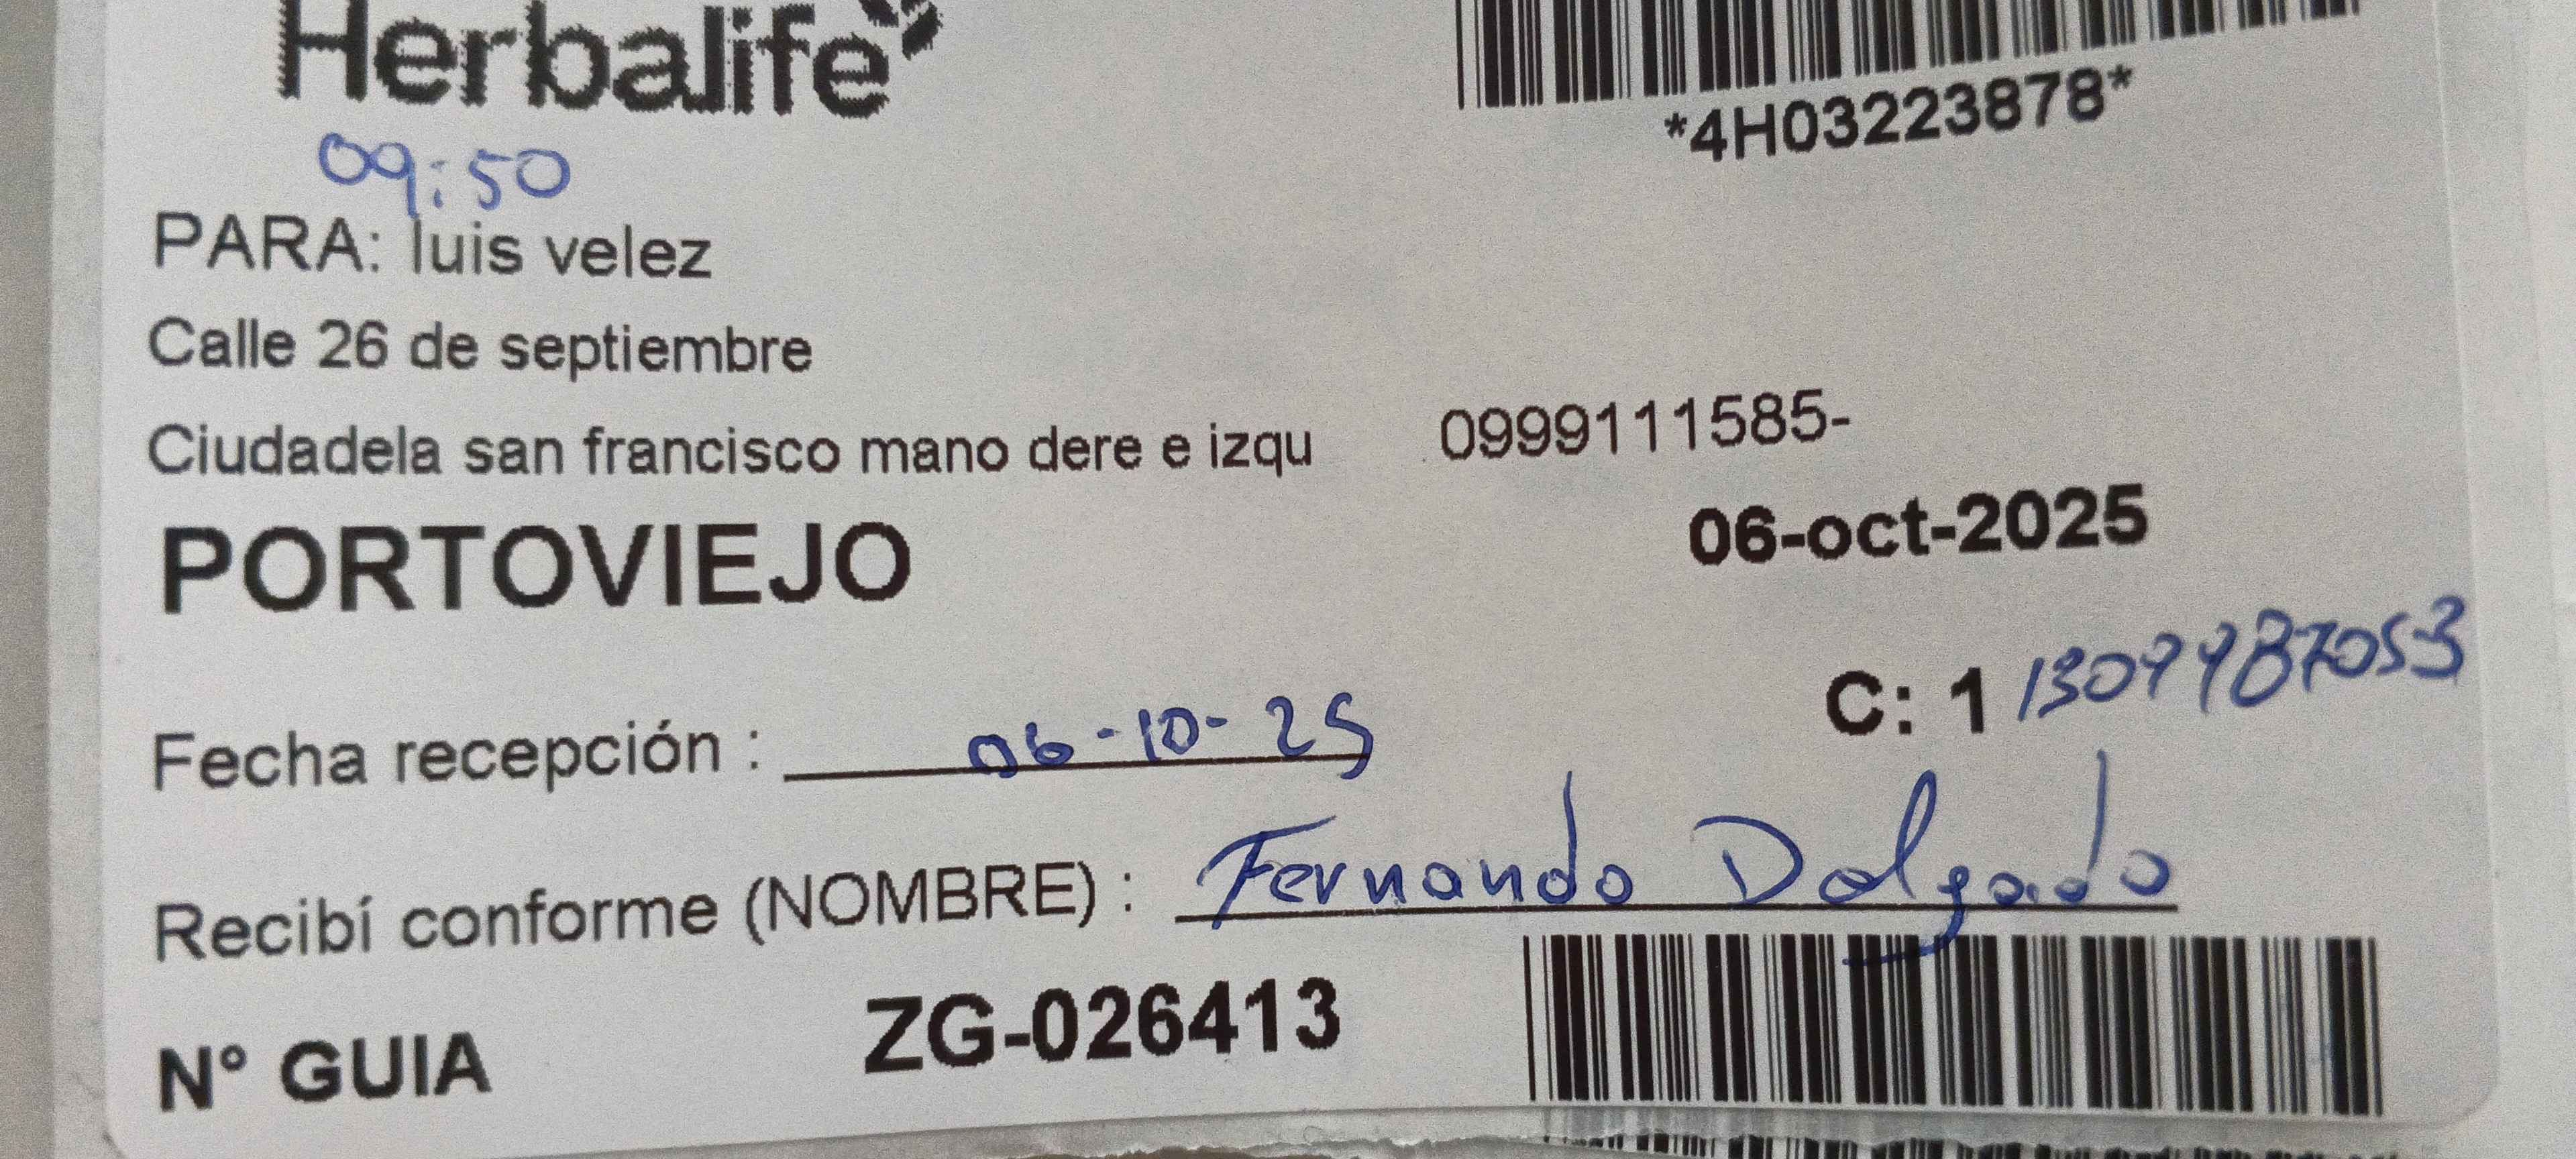 Herbalife
*4H03223878*
09:50
PARA: luis velez
Calle 26 de septiembre
Ciudadela san francisco mano dere e izqu 0999111585-
PORTOVIEJO 06-oct-2025
C: 1
Fecha recepción : 06-10-25
Recibí conforme (NOMBRE) : Fernando Delgado
N° GUIA ZG-026413